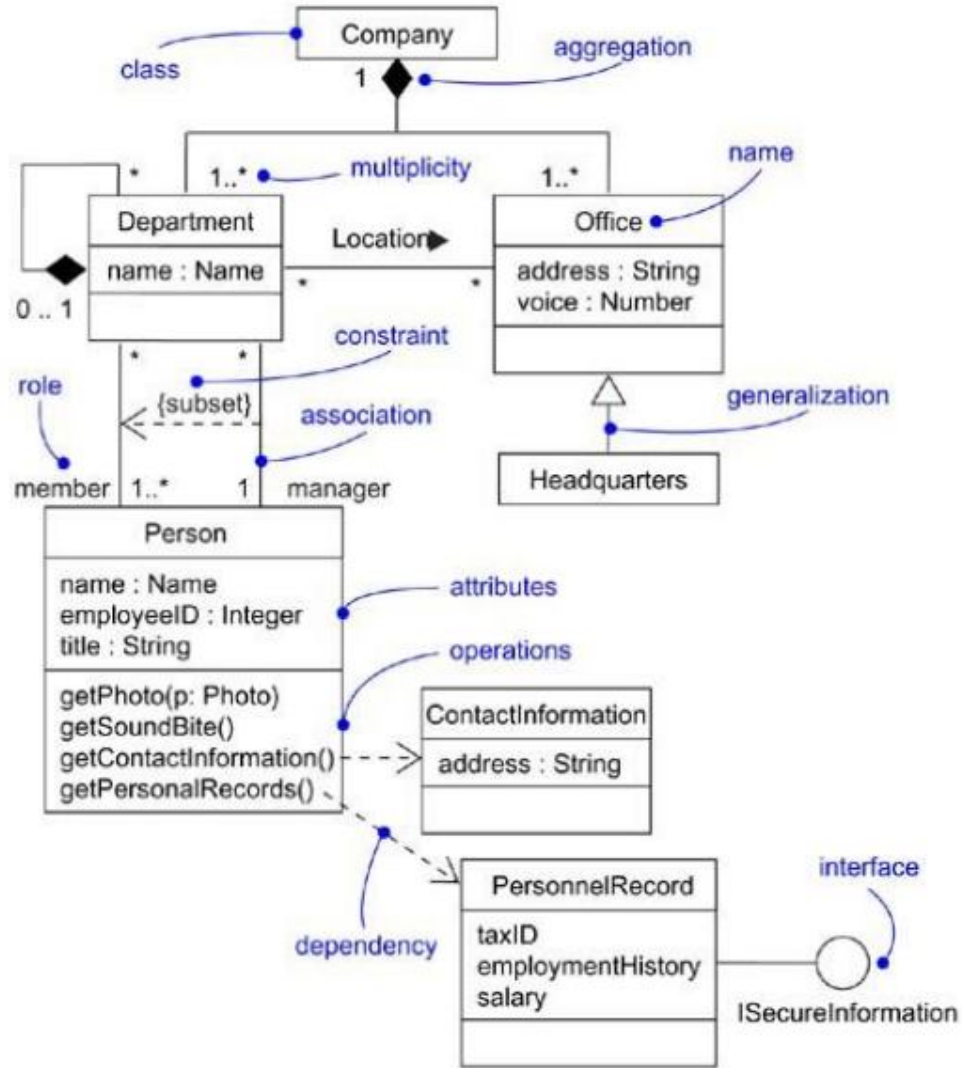 Company
class
1
aggregation
*
1..*
multiplicity
1..*
name
Department
Office
name : Name
Location
address : String
voice : Number
0 .. 1
*
*
*
*
constraint
role
{subset}
association
generalization
member
1..*
1
manager
Headquarters
Person
name : Name
employeeID : Integer
title : String
attributes
operations
getPhoto(p: Photo)
getSoundBite()
getContactInformation()
getPersonalRecords()
ContactInformation
address : String
PersonnelRecord
interface
dependency
taxID
employmentHistory
salary
ISecureInformation